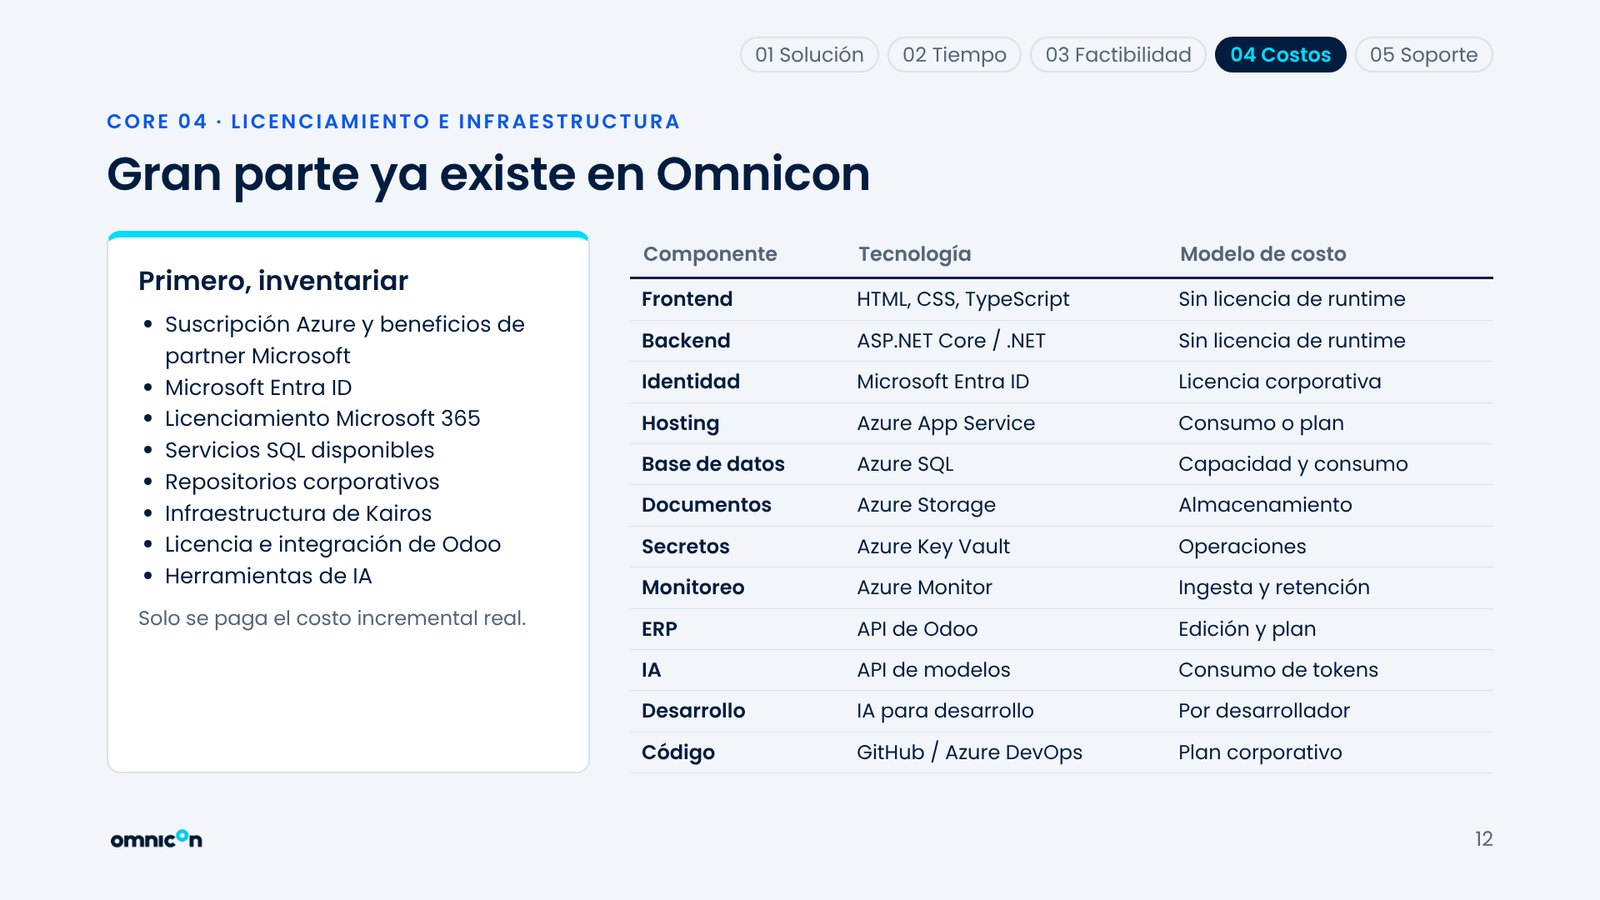 01 Solución
02 Tiempo
03 Factibilidad
04 Costos
05 Soporte
CORE 04 · LICENCIAMIENTO E INFRAESTRUCTURA
Gran parte ya existe en Omnicon
Primero, inventariar
• Suscripción Azure y beneficios de
partner Microsoft
• Microsoft Entra ID
• Licenciamiento Microsoft 365
• Servicios SQL disponibles
• Repositorios corporativos
• Infraestructura de Kairos
• Licencia e integración de Odoo
• Herramientas de IA
Solo se paga el costo incremental real.
Componente Tecnología Modelo de costo
Frontend HTML, CSS, TypeScript Sin licencia de runtime
Backend ASP.NET Core / .NET Sin licencia de runtime
Identidad Microsoft Entra ID Licencia corporativa
Hosting Azure App Service Consumo o plan
Base de datos Azure SQL Capacidad y consumo
Documentos Azure Storage Almacenamiento
Secretos Azure Key Vault Operaciones
Monitoreo Azure Monitor Ingesta y retención
ERP API de Odoo Edición y plan
IA API de modelos Consumo de tokens
Desarrollo IA para desarrollo Por desarrollador
Código GitHub / Azure DevOps Plan corporativo
omnicon
12